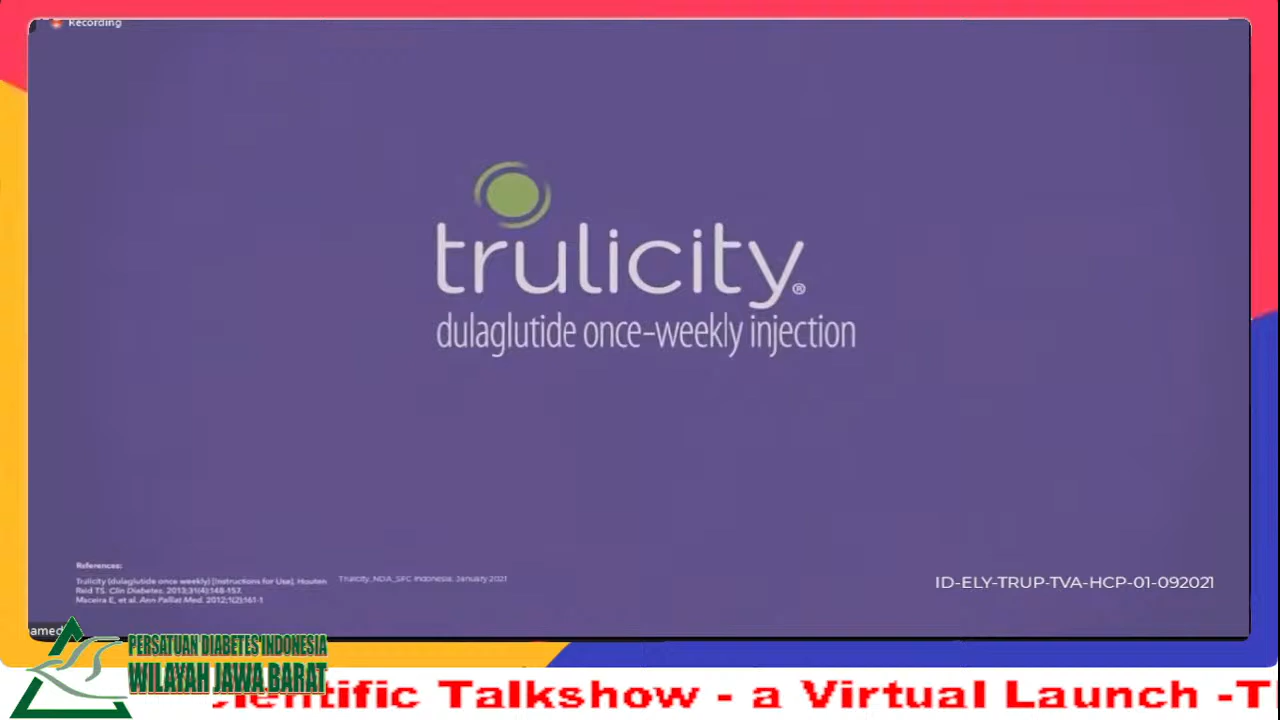 Recording
trulicity®
dulaglutide once-weekly injection
References:
Trulicity (dulaglutide once weekly) [Instructions for Use], Houten
Reid TS. Clin Diabetes. 2013;31(4):148-157.
Maceira E, et al. Ann Palliat Med. 2012;1(2):161-1
Trulicity_NDA_SFC Indonesia. January 2021
ID-ELY-TRUP-TVA-HCP-01-092021
PERSATUAN DIABETES INDONESIA
WILAYAH JAWA BARAT
Talkshow - a Virtual Launch -